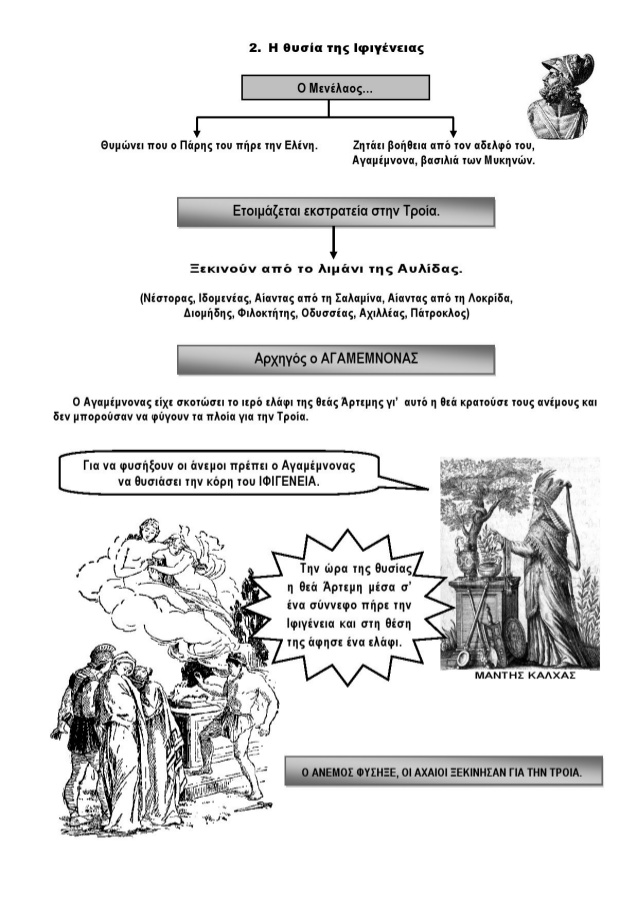 2. Η θυσία της Ιφιγένειας
Ο Μενέλαος...
Θυμώνει που ο Πάρης του πήρε την Ελένη.
Ζητάει βοήθεια από τον αδελφό του,
Αγαμέμνονα, βασιλιά των Μυκηνών.
Ετοιμάζεται εκστρατεία στην Τροία.
Ξεκινούν από το λιμάνι της Αυλίδας.
(Νέστορας, Ιδομενέας, Αίαντας από τη Σαλαμίνα, Αίαντας από τη Λοκρίδα,
Διομήδης, Φιλοκτήτης, Οδυσσέας, Αχιλλέας, Πάτροκλος)
Αρχηγός ο ΑΓΑΜΕΜΝΟΝΑΣ
Ο Αγαμέμνονας είχε σκοτώσει το ιερό ελάφι της θεάς Άρτεμης γι' αυτό η θεά κρατούσε τους ανέμους και
δεν μπορούσαν να φύγουν τα πλοία για την Τροία.
Για να φυσήξουν οι άνεμοι πρέπει ο Αγαμέμνονας
να θυσιάσει την κόρη του ΙΦΙΓΕΝΕΙΑ.
Την ώρα της θυσίας
η θεά Άρτεμη μέσα σ'
ένα σύννεφο πήρε την
Ιφιγένεια και στη θέση
της άφησε ένα ελάφι.
ΜΑΝΤΗΣ ΚΑΛΧΑΣ
Ο ΑΝΕΜΟΣ ΦΥΣΗΞΕ, ΟΙ ΑΧΑΙΟΙ ΞΕΚΙΝΗΣΑΝ ΓΙΑ ΤΗΝ ΤΡΟΙΑ.